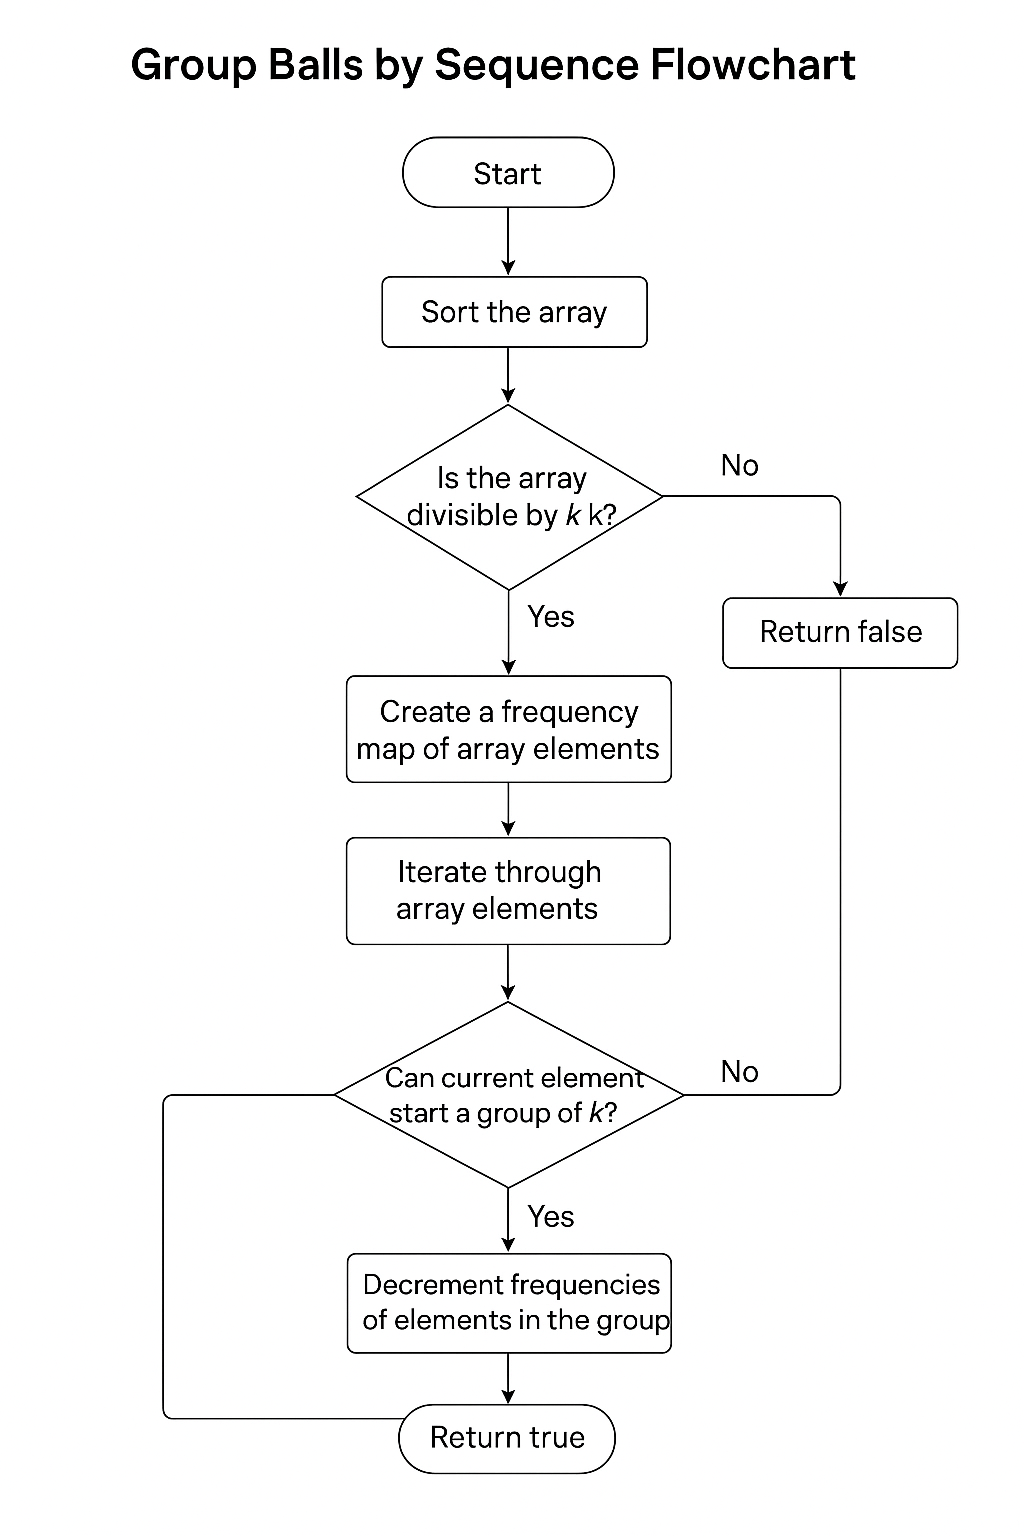 Group Balls by Sequence Flowchart
Start
Sort the array
Is the array
divisible by k k?
No
Yes
Return false
Create a frequency
map of array elements
Iterate through
array elements
Can current element
start a group of k?
No
Yes
Decrement frequencies
of elements in the group
Return true